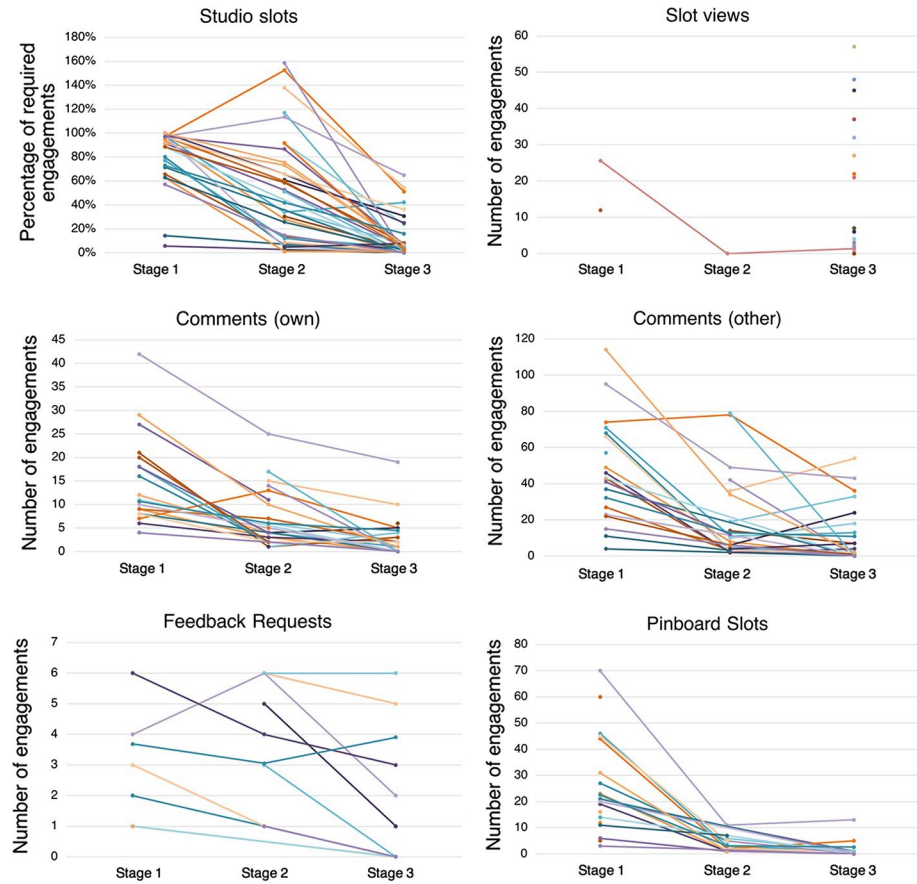 Studio slots
Percentage of required
engagements
180%
160%
140%
120%
100%
80%
60%
40%
20%
0%
Stage 1 Stage 2 Stage 3
Slot views
Number of engagements
60
50
40
30
20
10
0
Stage 1 Stage 2 Stage 3
Comments (own)
Number of engagements
45
40
35
30
25
20
15
10
5
0
Stage 1 Stage 2 Stage 3
Comments (other)
Number of engagements
120
100
80
60
40
20
0
Stage 1 Stage 2 Stage 3
Feedback Requests
Number of engagements
7
6
5
4
3
2
1
0
Stage 1 Stage 2 Stage 3
Pinboard Slots
Number of engagements
80
70
60
50
40
30
20
10
0
Stage 1 Stage 2 Stage 3